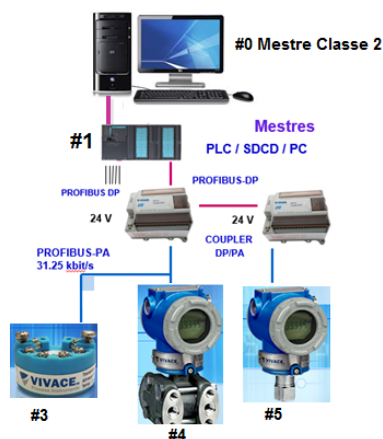 #0 Mestre Classe 2
#1
Mestres
PLC / SDCD / PC
PROFIBUS DP
PROFIBUS-DP
24 V
24 V
PROFIBUS-PA
31.25 kbit/s
COUPLER
DP/PA
VIVACE
#3
#4
#5